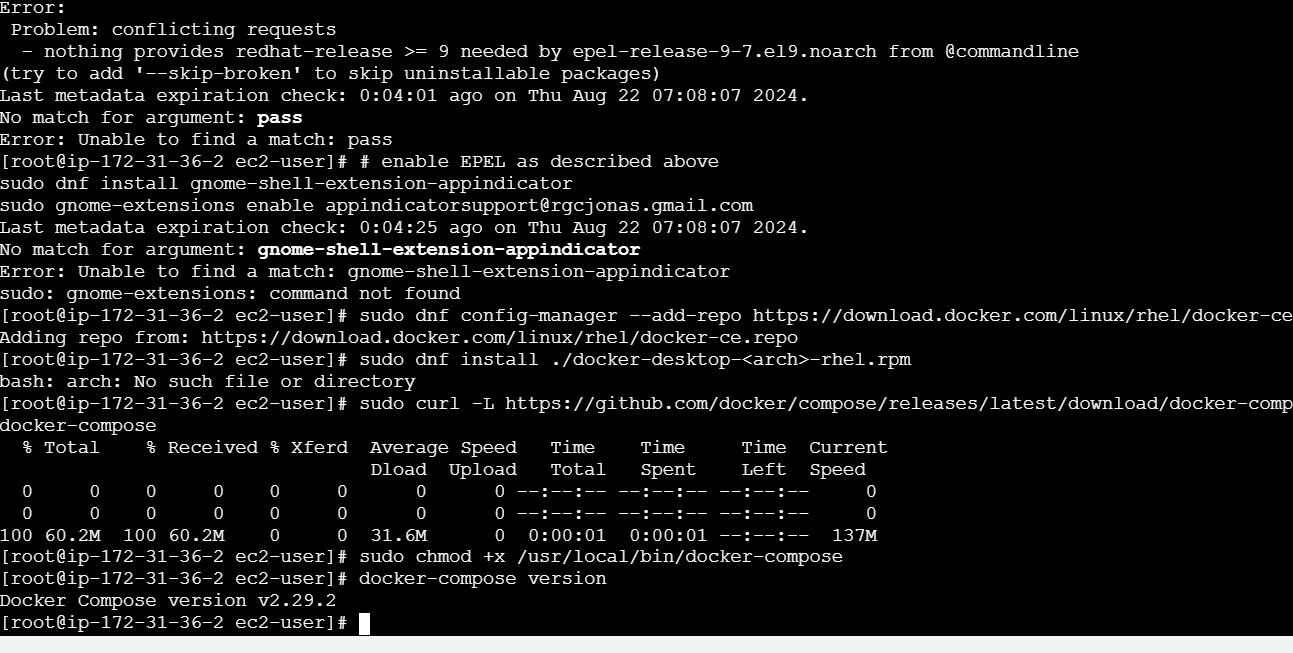 Error:
 Problem: conflicting requests
  - nothing provides redhat-release >= 9 needed by epel-release-9-7.el9.noarch from @commandline
(try to add '--skip-broken' to skip uninstallable packages)
Last metadata expiration check: 0:04:01 ago on Thu Aug 22 07:08:07 2024.
No match for argument: pass
Error: Unable to find a match: pass
[root@ip-172-31-36-2 ec2-user]# # enable EPEL as described above
sudo dnf install gnome-shell-extension-appindicator
sudo gnome-extensions enable appindicatorsupport@rgcjonas.gmail.com
Last metadata expiration check: 0:04:25 ago on Thu Aug 22 07:08:07 2024.
No match for argument: gnome-shell-extension-appindicator
Error: Unable to find a match: gnome-shell-extension-appindicator
sudo: gnome-extensions: command not found
[root@ip-172-31-36-2 ec2-user]# sudo dnf config-manager --add-repo https://download.docker.com/linux/rhel/docker-ce
Adding repo from: https://download.docker.com/linux/rhel/docker-ce.repo
[root@ip-172-31-36-2 ec2-user]# sudo dnf install ./docker-desktop-<arch>-rhel.rpm
bash: arch: No such file or directory
[root@ip-172-31-36-2 ec2-user]# sudo curl -L https://github.com/docker/compose/releases/latest/download/docker-comp
docker-compose
  % Total    % Received % Xferd  Average Speed   Time    Time     Time  Current
                                 Dload  Upload   Total   Spent    Left  Speed
  0     0    0     0    0     0      0      0 --:--:-- --:--:-- --:--:--     0
  0     0    0     0    0     0      0      0 --:--:-- --:--:-- --:--:--     0
100 60.2M  100 60.2M    0     0  31.6M      0  0:00:01  0:00:01 --:--:--  137M
[root@ip-172-31-36-2 ec2-user]# sudo chmod +x /usr/local/bin/docker-compose
[root@ip-172-31-36-2 ec2-user]# docker-compose version
Docker Compose version v2.29.2
[root@ip-172-31-36-2 ec2-user]#